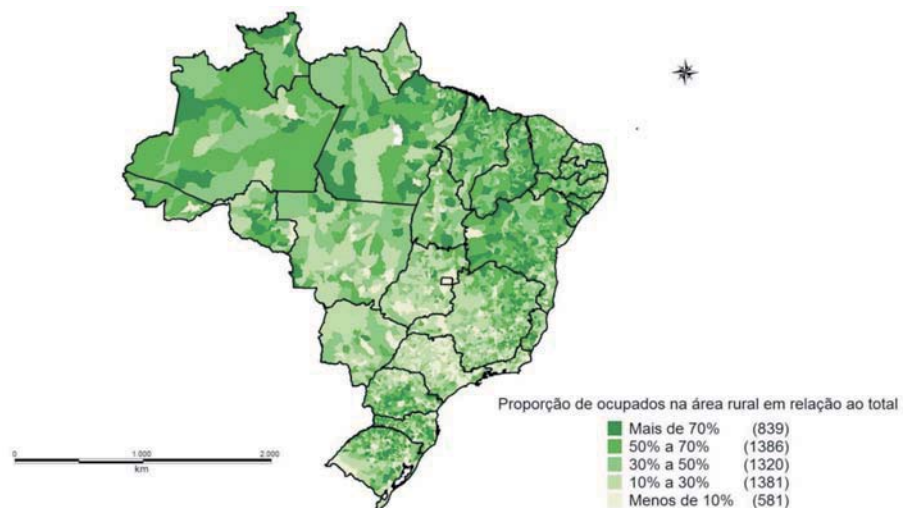 0 1.000 2.000
km
Proporção de ocupados na área rural em relação ao total
Mais de 70% (839)
50% a 70% (1386)
30% a 50% (1320)
10% a 30% (1381)
Menos de 10% (581)